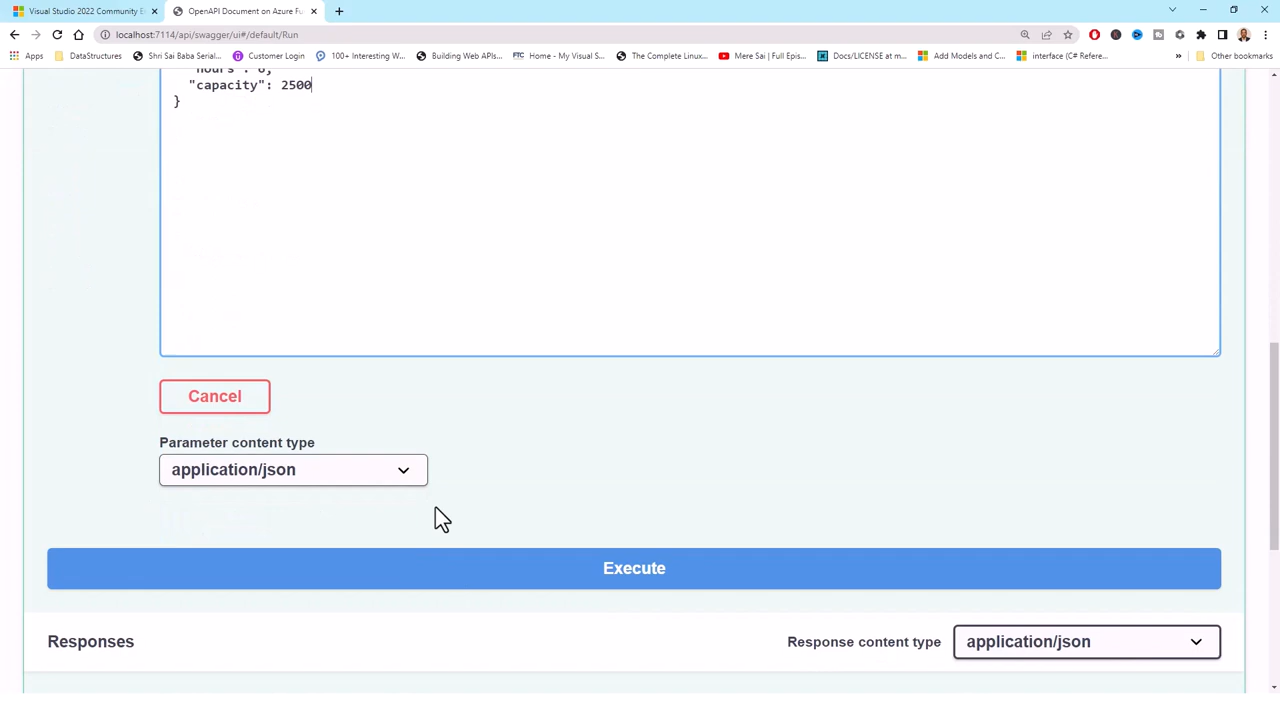 Visual Studio 2022 Community E
OpenAPI Document on Azure Fu
localhost:7114/api/swagger/ui#/default/Run
Apps
DataStructures
Shri Sai Baba Serial...
Customer Login
100+ Interesting W...
Building Web APIs...
FTC Home - My Visual S...
The Complete Linux...
Mere Sai | Full Epis...
Docs/LICENSE at m...
Add Models and C...
interface (C# Refere...
»
Other bookmarks
"hours": 6,
"capacity": 2500
}
Cancel
Parameter content type
application/json
Execute
Responses
Response content type
application/json